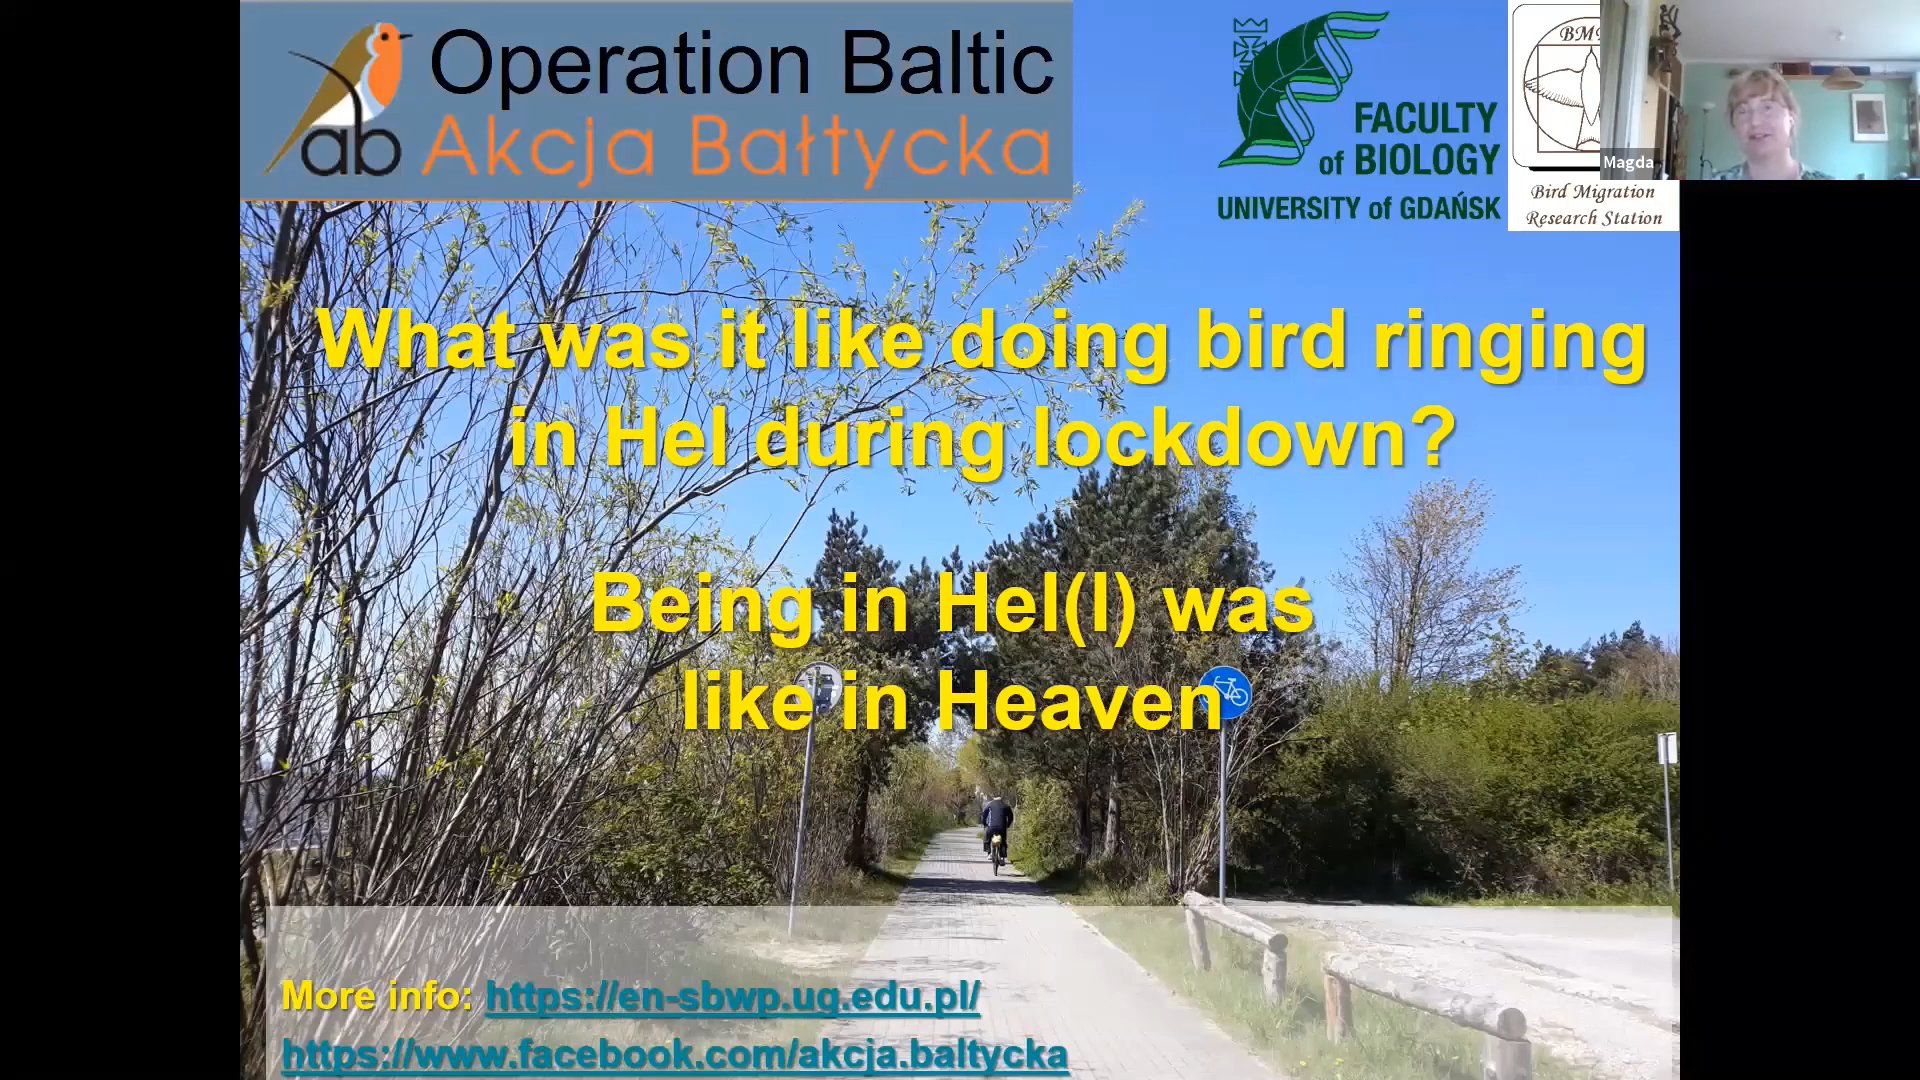 Operation Baltic
ab Akcja Bałtycka
FACULTY
of BIOLOGY
UNIVERSITY of GDAŃSK
Bird Migration
Research Station
Magda
What was it like doing bird ringing
in Hel during lockdown?
Being in Hel(l) was
like in Heaven
More info: https://en-sbwp.ug.edu.pl/
https://www.facebook.com/akcja.baltycka